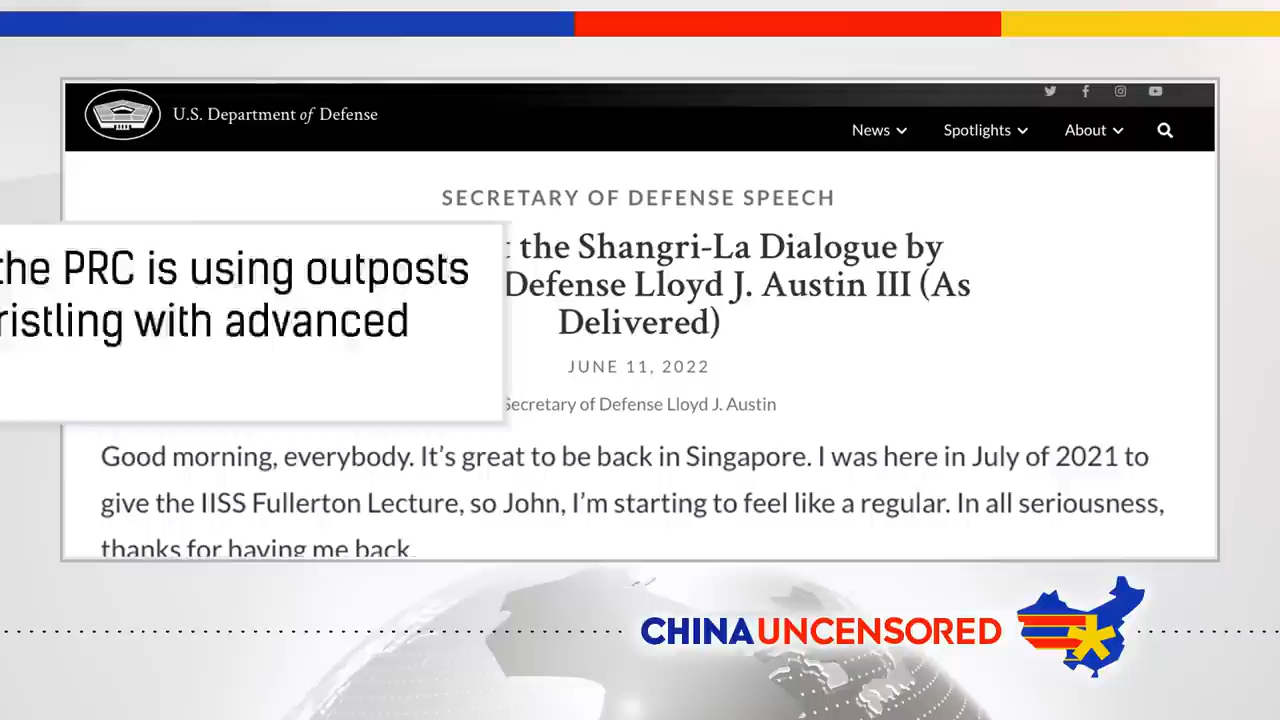 U.S. Department of Defense
News
Spotlights
About
SECRETARY OF DEFENSE SPEECH
the Shangri-La Dialogue by
Defense Lloyd J. Austin III (As
Delivered)
JUNE 11, 2022
Secretary of Defense Lloyd J. Austin
the PRC is using outposts
ristling with advanced
Good morning, everybody. It's great to be back in Singapore. I was here in July of 2021 to
give the IISS Fullerton Lecture, so John, I'm starting to feel like a regular. In all seriousness,
thanks for having me back.
CHINAUNCENSORED